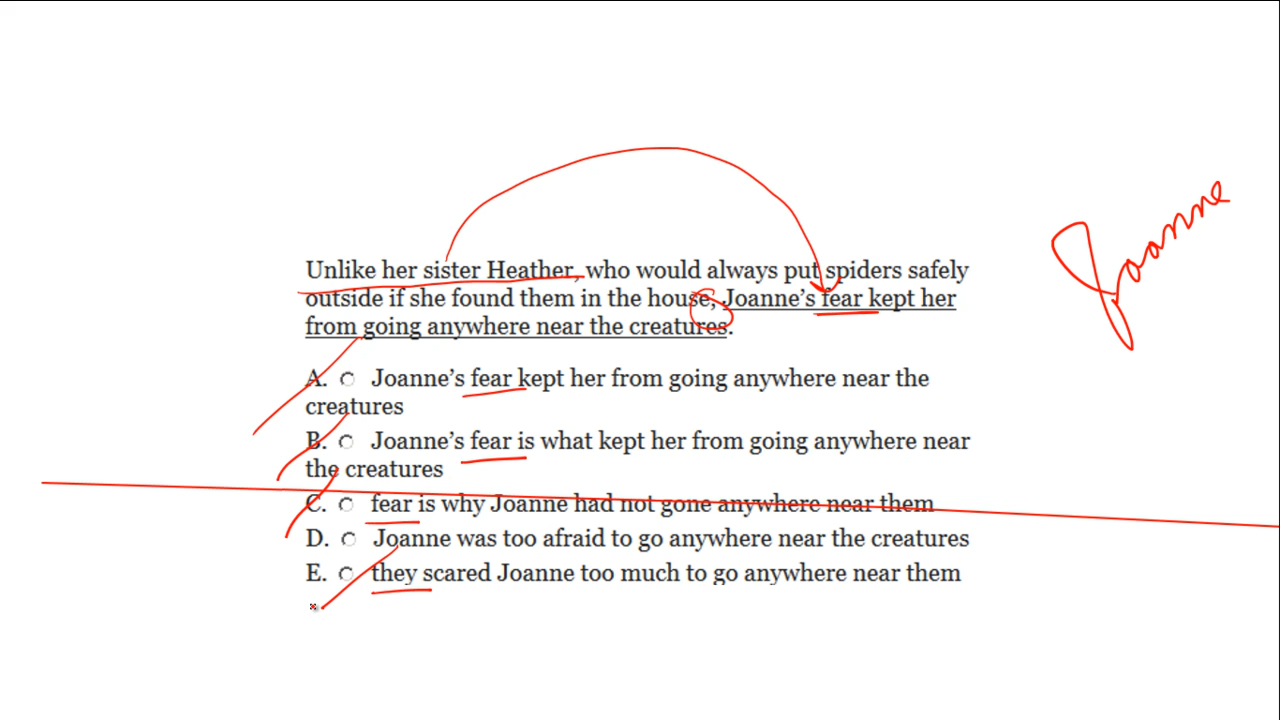 Joanne
Unlike her sister Heather, who would always put spiders safely
outside if she found them in the house, Joanne's fear kept her
from going anywhere near the creatures.
A. Joanne's fear kept her from going anywhere near the
creatures
B. Joanne's fear is what kept her from going anywhere near
the creatures
C. fear is why Joanne had not gone anywhere near them
D. Joanne was too afraid to go anywhere near the creatures
E. they scared Joanne too much to go anywhere near them